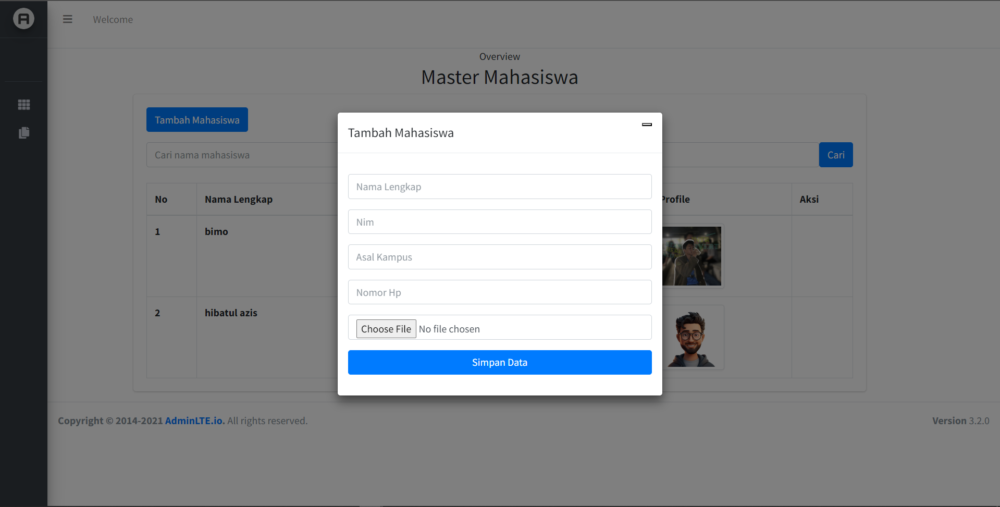 A
Welcome
Overview
Master Mahasiswa
Tambah Mahasiswa
Cari nama mahasiswa
Cari
No
Nama Lengkap
Profile
Aksi
1
bimo
2
hibatul azis
Tambah Mahasiswa
Nama Lengkap
Nim
Asal Kampus
Nomor Hp
Choose File No file chosen
Simpan Data
Copyright © 2014-2021 AdminLTE.io. All rights reserved.
Version 3.2.0